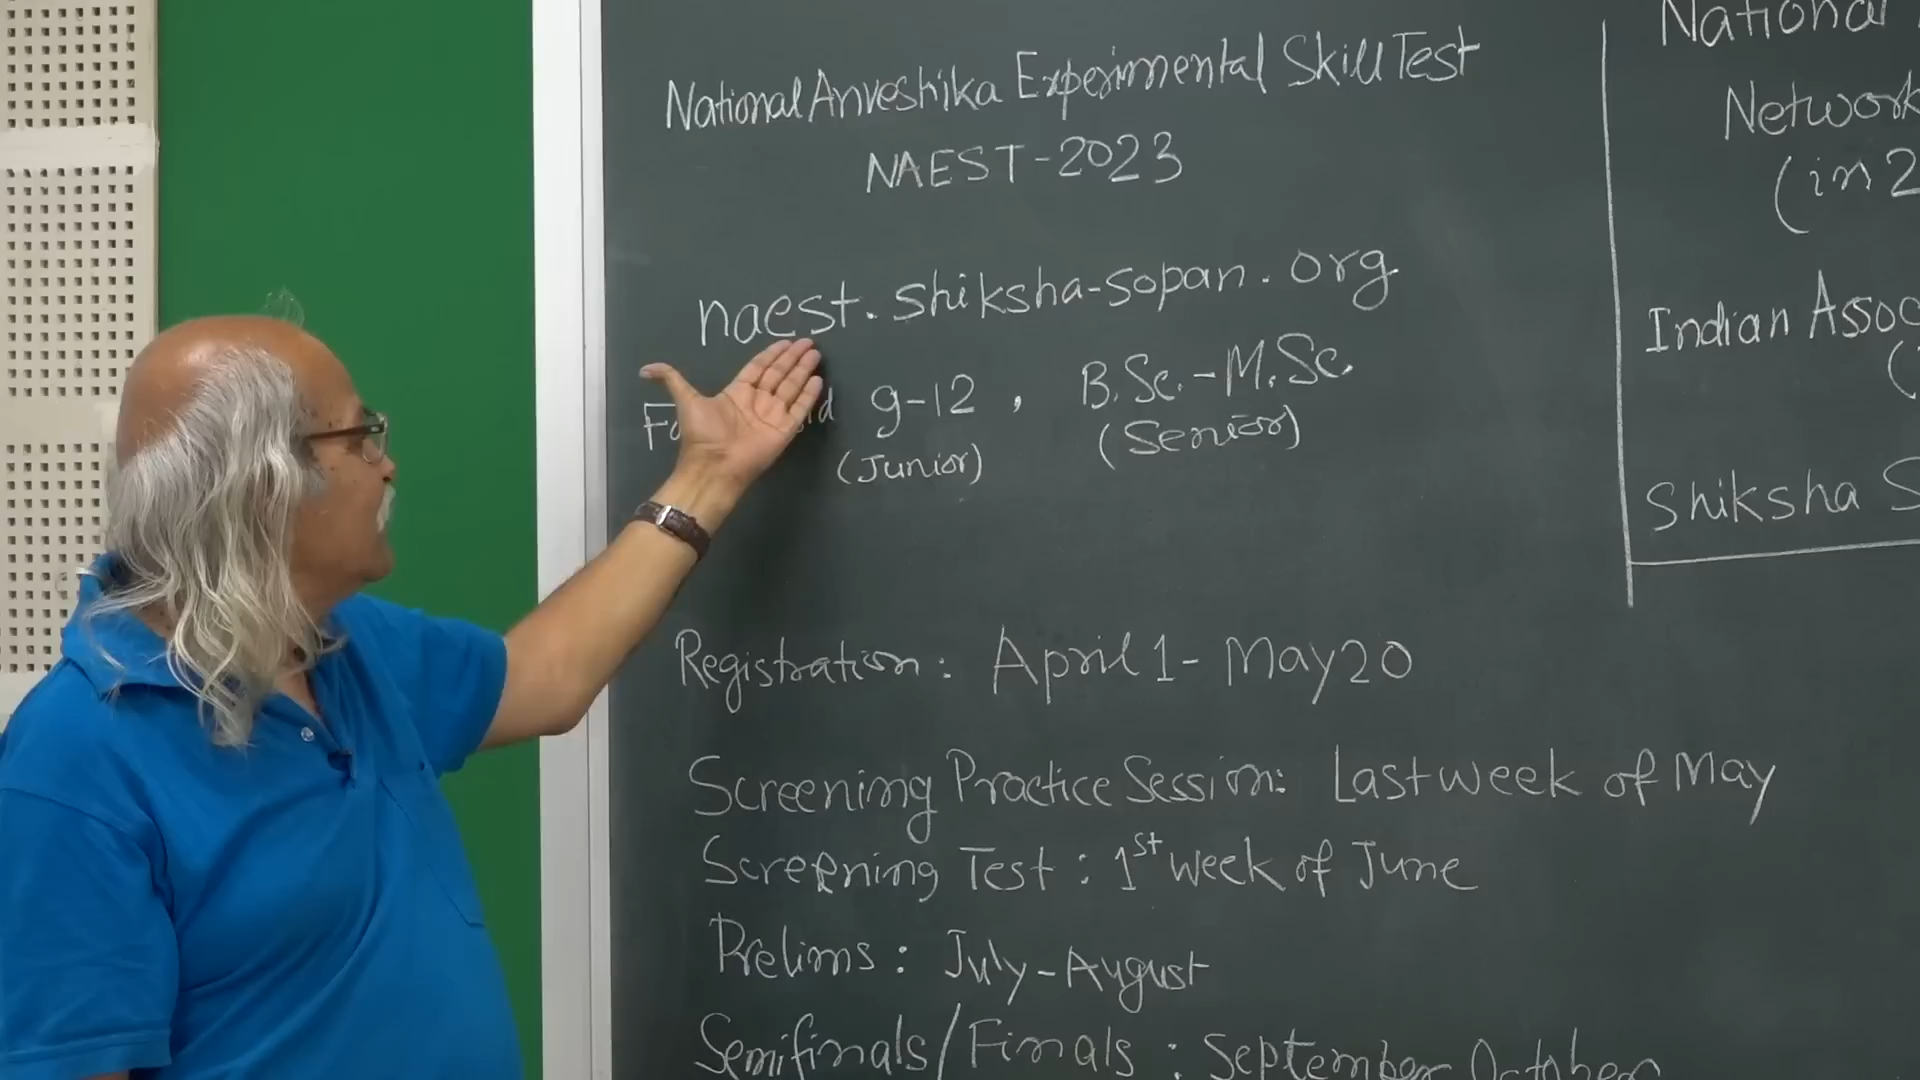 National Anveshika Experimental Skill Test
NAEST-2023
naest.shiksha-sopan.org
9-12 , B.Sc.-M.Sc.
(Junior) (Senior)
Registration: April 1 - May 20
Screening Practice Session: Last week of May
Screening Test: 1st week of June
Prelims: July-August
Semifinals/Finals: September October
National
Network
(in 2
Indian Assoc
(
Shiksha S